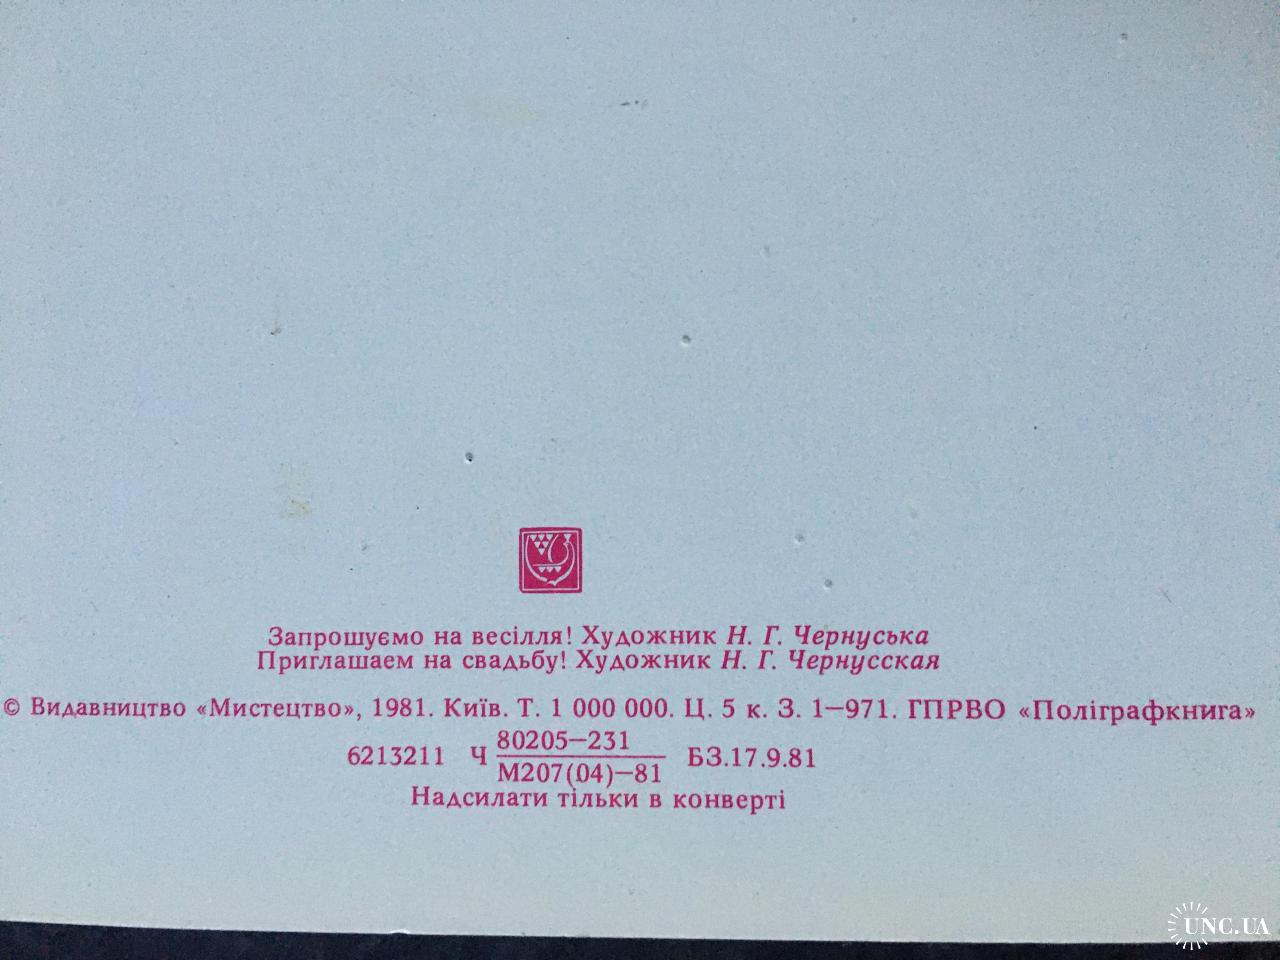 Запрошуємо на весілля! Художник Н. Г. Чернуська
Приглашаем на свадьбу! Художник Н. Г. Чернусская
© Видавництво «Мистецтво», 1981. Київ. Т. 1 000 000. Ц. 5 к. З. 1—971. ГПРВО «Поліграфкнига»
6213211 Ч 80205—231 БЗ.17.9.81
М207(04)—81
Надсилати тільки в конверті
UNC.UA